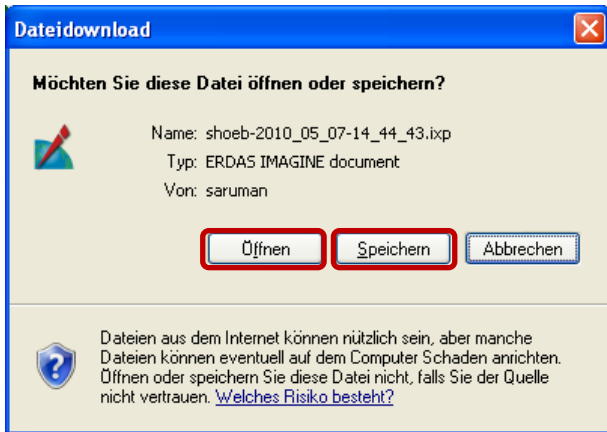 Dateidownload
Möchten Sie diese Datei öffnen oder speichern?
Name: shoeb-2010_05_07-14_44_43.ixp
Typ: ERDAS IMAGINE document
Von: saruman
Öffnen Speichern Abbrechen
Dateien aus dem Internet können nützlich sein, aber manche
Dateien können eventuell auf dem Computer Schaden anrichten.
Öffnen oder speichern Sie diese Datei nicht, falls Sie der Quelle
nicht vertrauen. Welches Risiko besteht?